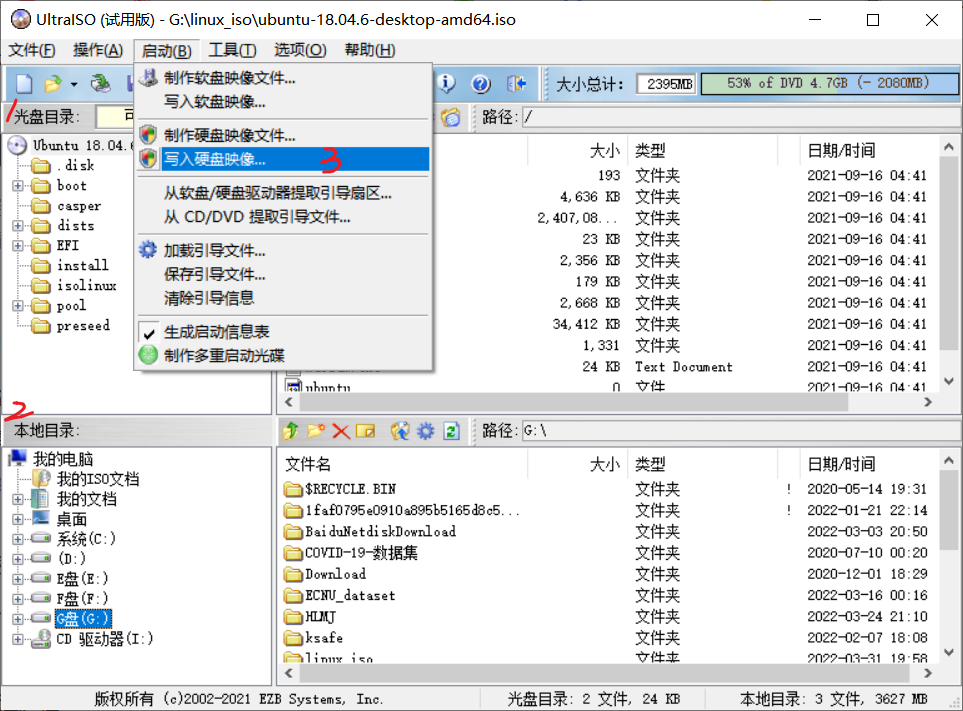 UltraISO (试用版) - G:\linux_iso\ubuntu-18.04.6-desktop-amd64.iso
文件(F) 操作(A) 启动(B) 工具(T) 选项(O) 帮助(H)
大小总计: 2395MB 53% of DVD 4.7GB (- 2080MB)
1
光盘目录: 可
路径: /
制作软盘映像文件...
写入软盘映像...
制作硬盘映像文件...
写入硬盘映像... 3
从软盘/硬盘驱动器提取引导扇区...
从 CD/DVD 提取引导文件...
加载引导文件...
保存引导文件...
清除引导信息
生成启动信息表
制作多重启动光碟
Ubuntu 18.04.6
.disk
boot
casper
dists
EFI
install
isolinux
pool
preseed
大小 类型 日期/时间
193 文件夹 2021-09-16 04:41
4,636 KB 文件夹 2021-09-16 04:41
2,407,08... 文件夹 2021-09-16 04:41
23 KB 文件夹 2021-09-16 04:41
2,356 KB 文件夹 2021-09-16 04:41
179 KB 文件夹 2021-09-16 04:41
2,668 KB 文件夹 2021-09-16 04:41
34,412 KB 文件夹 2021-09-16 04:41
1,331 文件夹 2021-09-16 04:41
24 KB Text Document 2021-09-16 04:41
ubuntu 0 文件 2021-09-16 04:41
2
本地目录:
路径: G:\
我的电脑
我的ISO文档
我的文档
桌面
系统(C:)
(D:)
E盘(E:)
F盘(F:)
G盘(G:)
CD 驱动器(I:)
文件名 大小 类型 日期/时间
$RECYCLE.BIN 文件夹 ! 2020-05-14 19:31
1faf0795e0910a895b5165d8c5... 文件夹 ! 2022-01-21 22:14
BaiduNetdiskDownload 文件夹 2022-03-03 20:50
COVID-19-数据集 文件夹 2020-07-10 00:20
Download 文件夹 2020-12-01 18:29
ECNU_dataset 文件夹 2022-03-16 00:16
HLMJ 文件夹 2022-03-24 21:10
ksafe 文件夹 2022-02-07 18:08
linux_iso 文件夹 2022-03-31 19:58
版权所有 (c)2002-2021 EZB Systems, Inc. 光盘目录: 2 文件, 24 KB 本地目录: 3 文件, 3627 MB